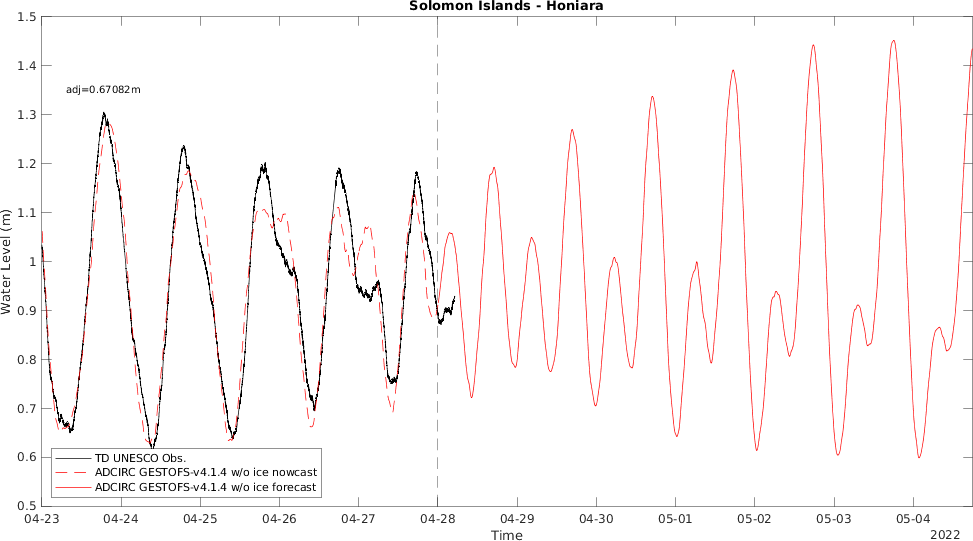 Solomon Islands - Honiara
1.5
1.4
1.3
1.2
1.1
1
0.9
0.8
0.7
0.6
0.5
Water Level (m)
adj=0.67082m
TD UNESCO Obs.
ADCIRC GESTOFS-v4.1.4 w/o ice nowcast
ADCIRC GESTOFS-v4.1.4 w/o ice forecast
04-23 04-24 04-25 04-26 04-27 04-28 04-29 04-30 05-01 05-02 05-03 05-04
Time
2022